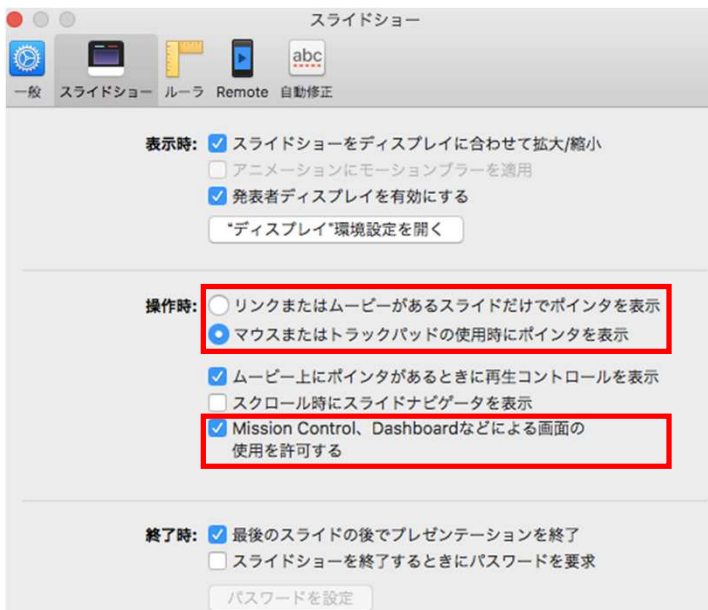 スライドショー
abc
一般 スライドショー ルーラ Remote 自動修正
表示時: スライドショーをディスプレイに合わせて拡大/縮小
アニメーションにモーションブラーを適用
発表者ディスプレイを有効にする
“ディスプレイ”環境設定を開く
操作時: リンクまたはムービーがあるスライドだけでポインタを表示
マウスまたはトラックパッドの使用時にポインタを表示
ムービー上にポインタがあるときに再生コントロールを表示
スクロール時にスライドナビゲータを表示
Mission Control、Dashboardなどによる画面の
使用を許可する
終了時: 最後のスライドの後でプレゼンテーションを終了
スライドショーを終了するときにパスワードを要求
パスワードを設定